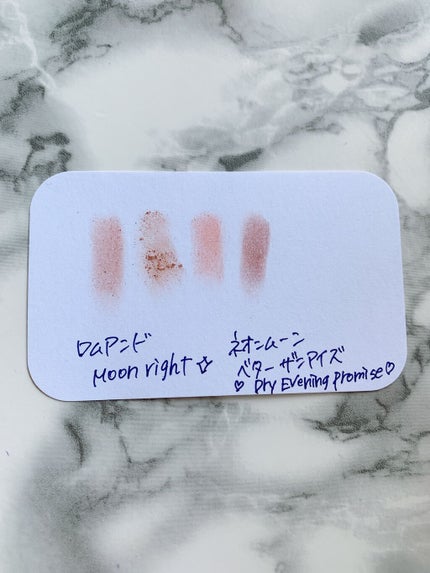 ロムアンド
Moon right ☆
ネオンムーン
ベターザンアイズ
♡ Dry Evening Promise ♡